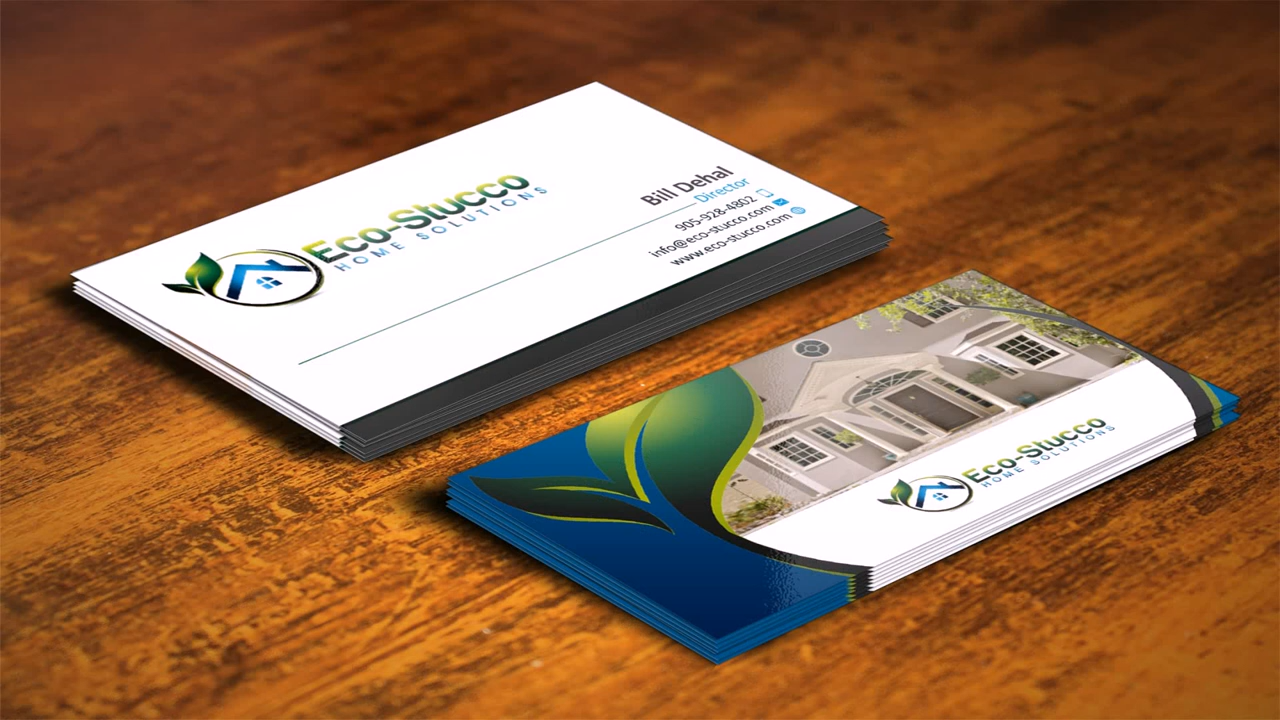 Eco-Stucco
HOME SOLUTIONS
Bill Dehal
Director
905-928-4802
info@eco-stucco.com
www.eco-stucco.com
Eco-Stucco
HOME SOLUTIONS